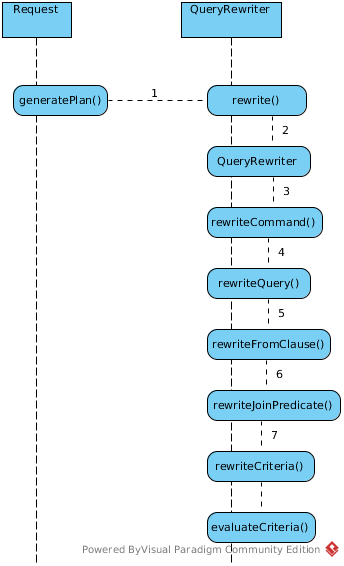 Request
QueryRewriter
generatePlan()
1
rewrite()
2
QueryRewriter
3
rewriteCommand()
4
rewriteQuery()
5
rewriteFromClause()
6
rewriteJoinPredicate()
7
rewriteCriteria()
evaluateCriteria()
Powered ByVisual Paradigm Community Edition